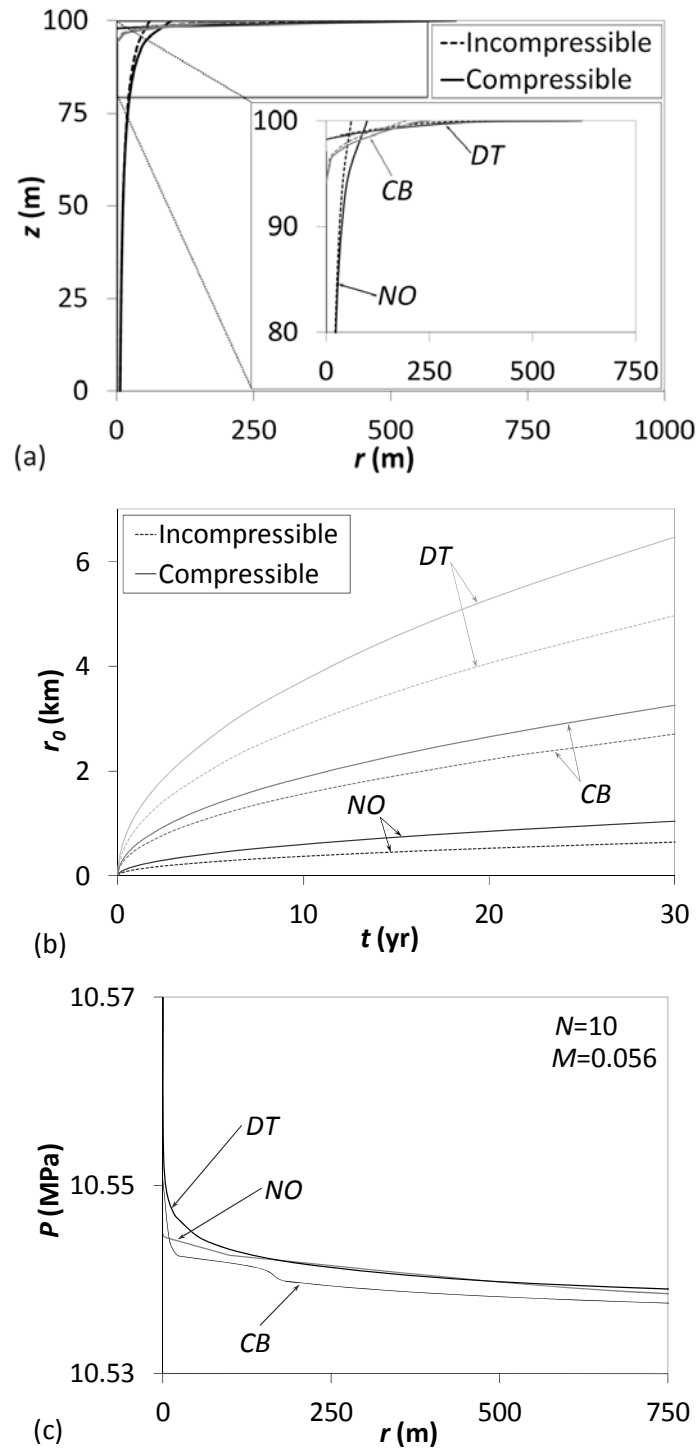 100
75
50
25
0
z (m)
Incompressible
Compressible
100
90
80
DT
CB
NO
0 250 500 750
0 250 500 750 1000
(a) r (m)
Incompressible
Compressible
6
4
2
0
r0 (km)
DT
NO
CB
0 10 20 30
(b) t (yr)
10.57
10.55
10.53
P (MPa)
N=10
M=0.056
DT
NO
CB
0 250 500 750
(c) r (m)